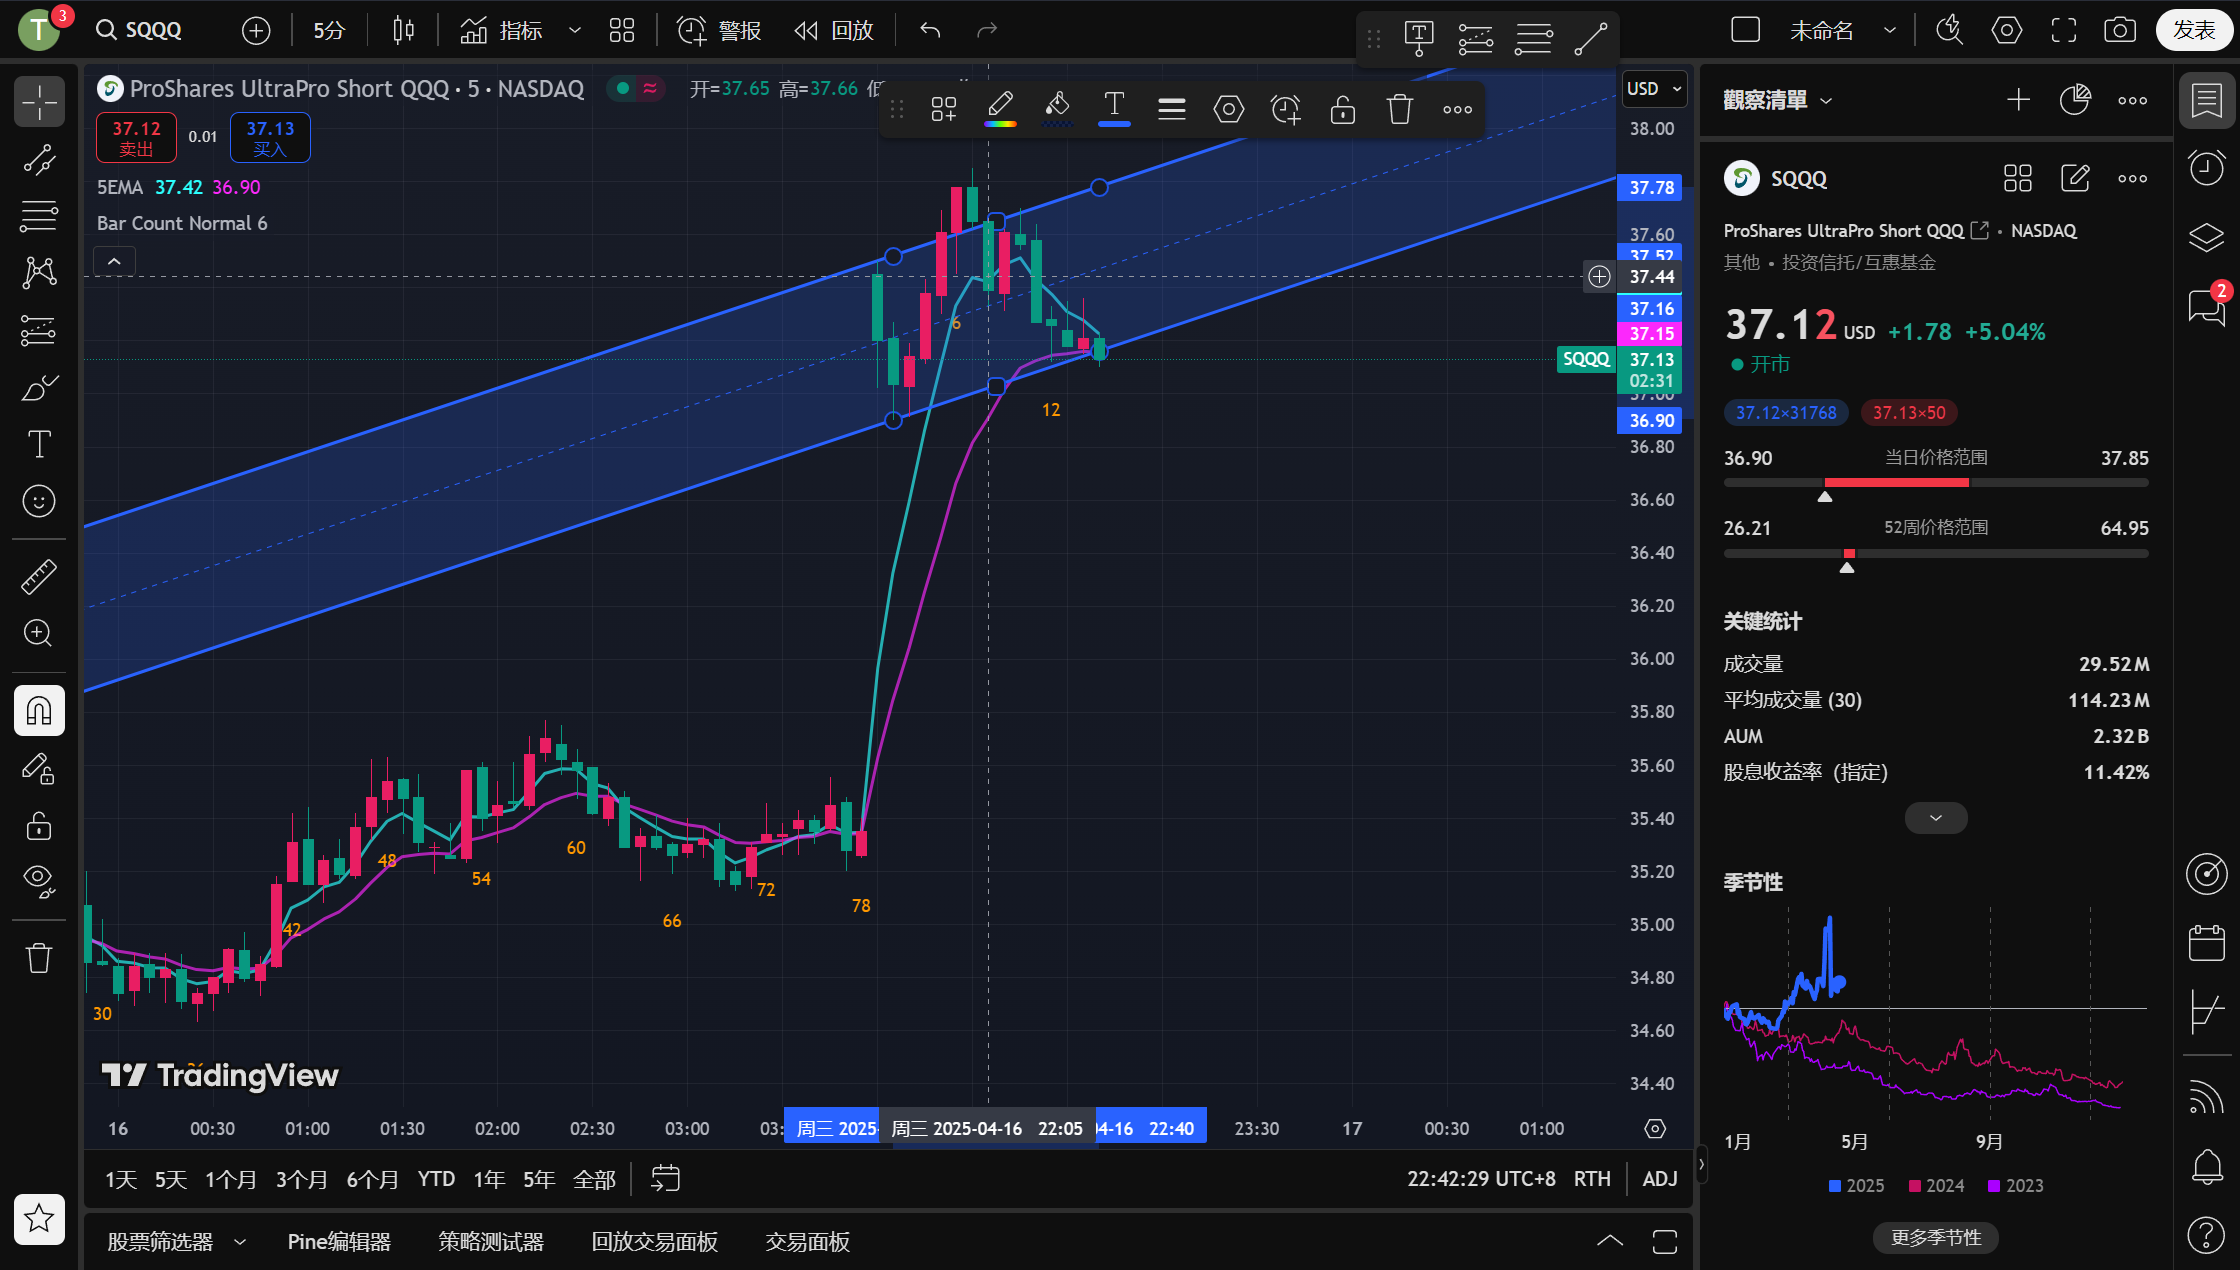 T
3
SQQQ
5分
指标
警报
回放
未命名
发表
ProShares UltraPro Short QQQ · 5 · NASDAQ
开=37.65 高=37.66
37.12
卖出
0.01
37.13
买入
5EMA 37.42 36.90
Bar Count Normal 6
USD
38.00
37.78
37.60
37.52
37.44
37.16
37.15
SQQQ
37.13
02:31
37.00
36.90
36.80
36.60
36.40
36.20
36.00
35.80
35.60
35.40
35.20
35.00
34.80
34.60
34.40
6
12
30
42
48
54
60
66
72
78
TradingView
16
00:30
01:00
01:30
02:00
02:30
03:00
周三 2025-
周三 2025-04-16 22:05
22:40
23:30
17
00:30
01:00
1天 5天 1个月 3个月 6个月 YTD 1年 5年 全部
22:42:29 UTC+8 RTH ADJ
股票筛选器
Pine编辑器
策略测试器
回放交易面板
交易面板
觀察清單
SQQQ
ProShares UltraPro Short QQQ • NASDAQ
其他 • 投资信托/互惠基金
37.12 USD +1.78 +5.04%
开市
37.12×31768
37.13×50
36.90 当日价格范围 37.85
26.21 52周价格范围 64.95
关键统计
成交量 29.52M
平均成交量 (30) 114.23M
AUM 2.32B
股息收益率 (指定) 11.42%
季节性
1月 5月 9月
2025 2024 2023
更多季节性
2